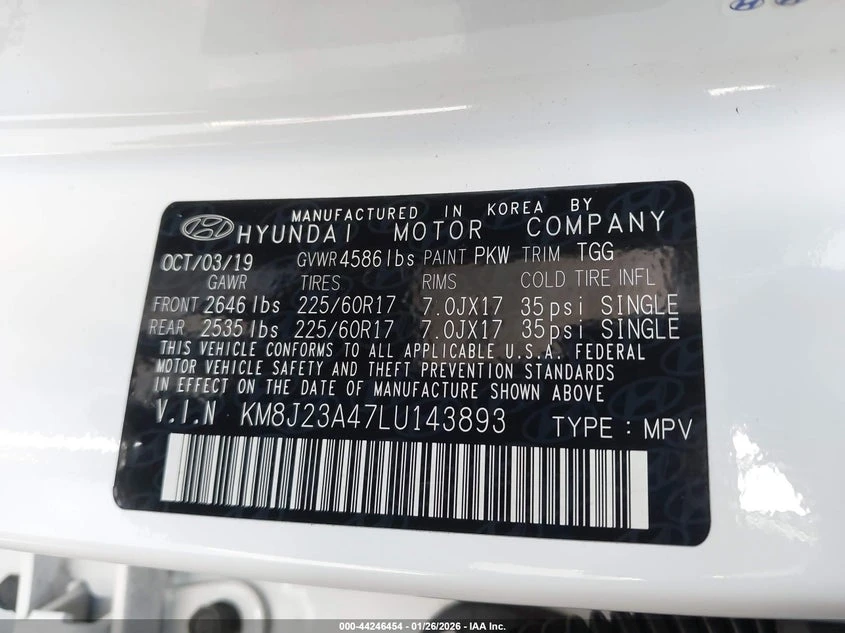 MANUFACTURED IN KOREA BY
HYUNDAI MOTOR COMPANY
OCT/03/19 GVWR 4586 lbs PAINT PKW TRIM TGG
GAWR TIRES RIMS COLD TIRE INFL
FRONT 2646 lbs 225/60R17 7.0JX17 35psi SINGLE
REAR 2535 lbs 225/60R17 7.0JX17 35psi SINGLE
THIS VEHICLE CONFORMS TO ALL APPLICABLE U.S.A. FEDERAL
MOTOR VEHICLE SAFETY AND THEFT PREVENTION STANDARDS
IN EFFECT ON THE DATE OF MANUFACTURE SHOWN ABOVE
V.I.N KM8J23A47LU143893 TYPE : MPV
000-44246454 - 01/26/2026 - IAA Inc.